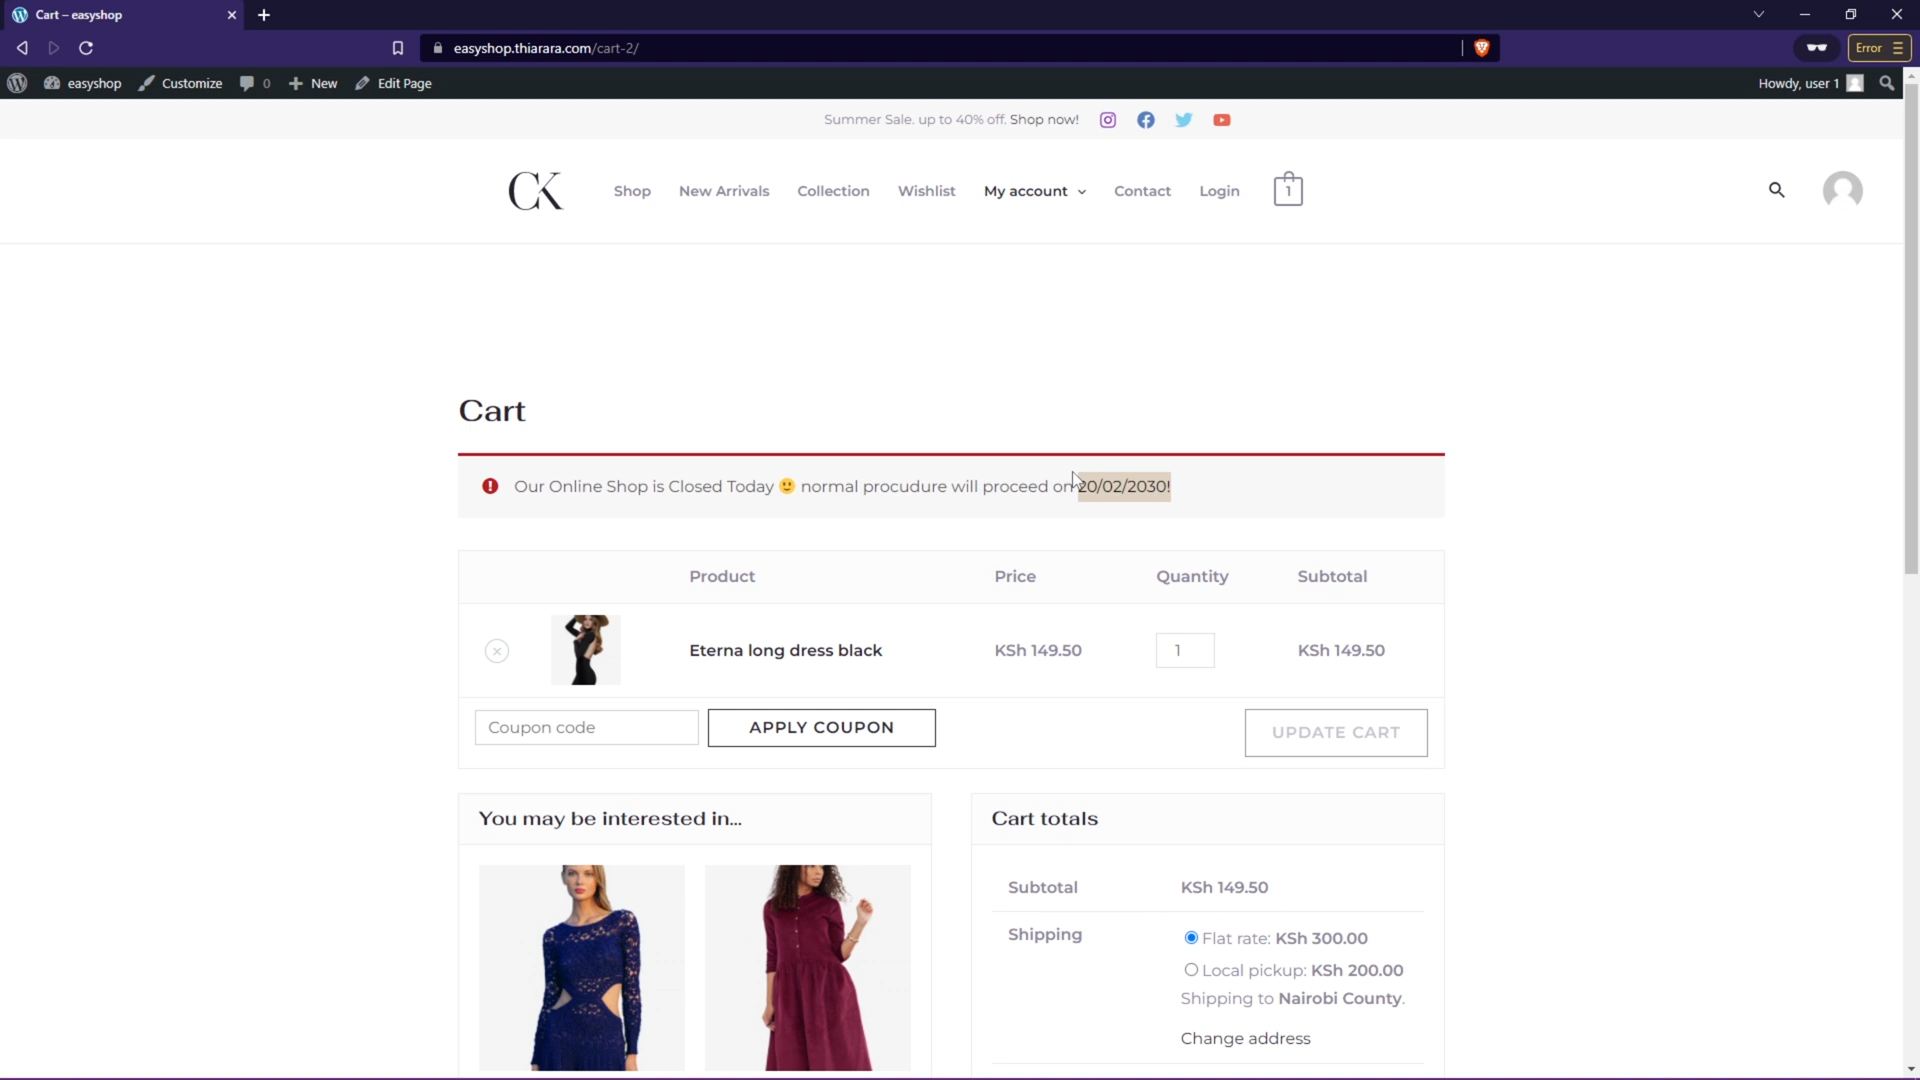 Cart – easyshop
easyshop.thiarara.com/cart-2/
Error
easyshop Customize 0 New Edit Page
Howdy, user 1
Summer Sale. up to 40% off. Shop now!
CK
Shop New Arrivals Collection Wishlist My account Contact Login 1
Cart
Our Online Shop is Closed Today 🙂 normal procudure will proceed on 20/02/2030!
Product Price Quantity Subtotal
Eterna long dress black KSh 149.50 1 KSh 149.50
Coupon code APPLY COUPON UPDATE CART
You may be interested in...
Cart totals
Subtotal KSh 149.50
Shipping Flat rate: KSh 300.00
Local pickup: KSh 200.00
Shipping to Nairobi County.
Change address